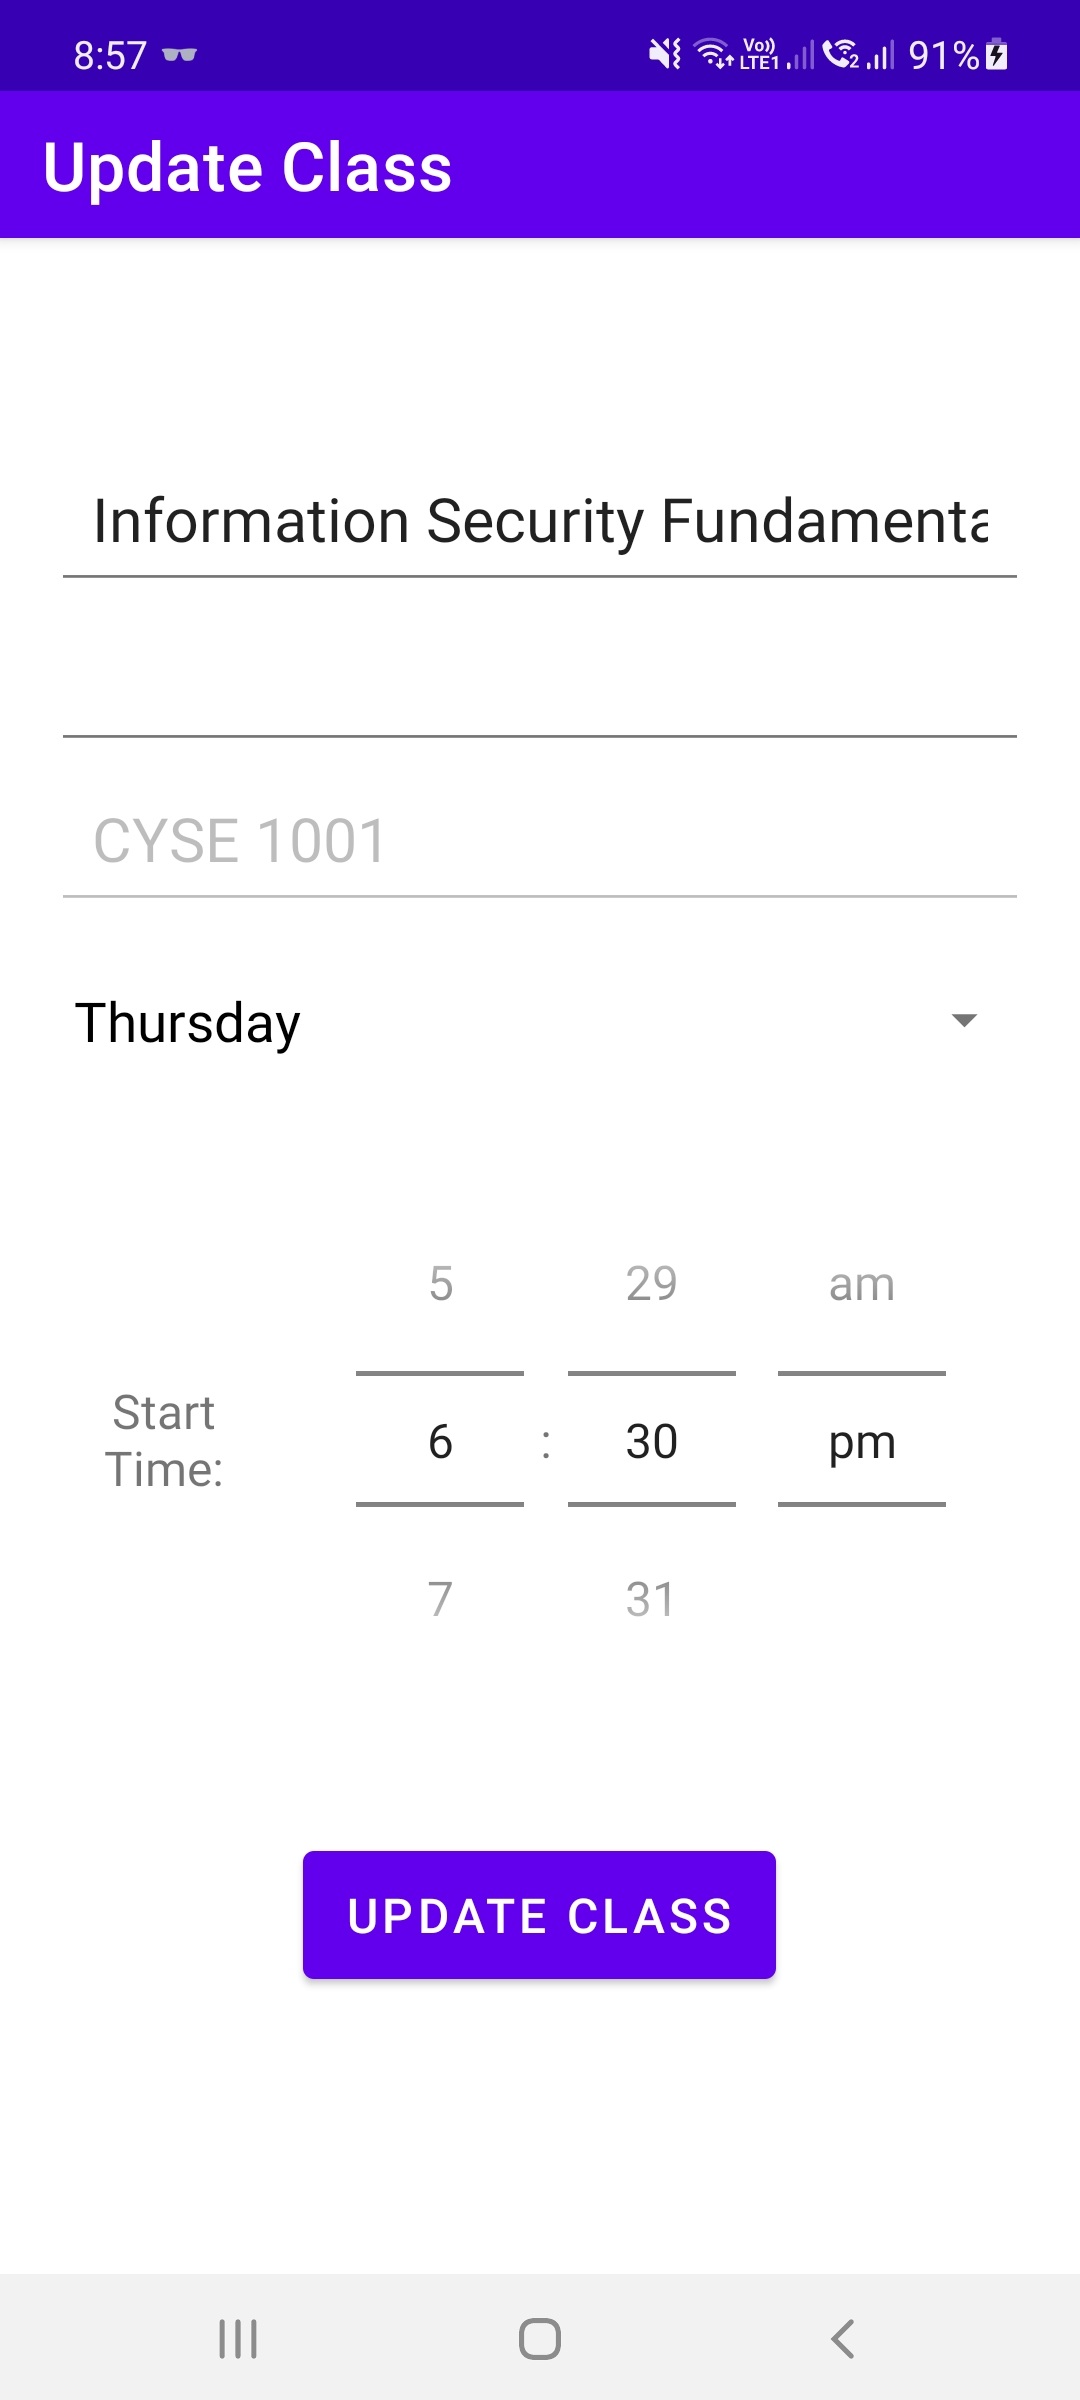 8:57 Vo)) LTE1 2 91%
Update Class
Information Security Fundamenta
CYSE 1001
Thursday
5 29 am
Start
Time:
6 : 30 pm
7 31
UPDATE CLASS